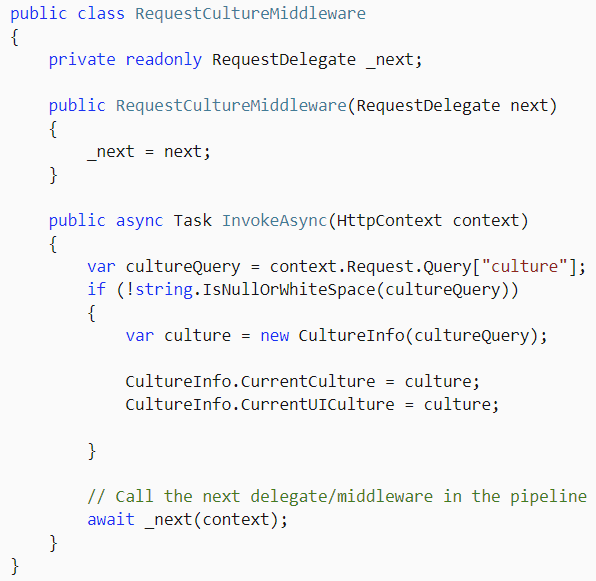 public class RequestCultureMiddleware
{
    private readonly RequestDelegate _next;

    public RequestCultureMiddleware(RequestDelegate next)
    {
        _next = next;
    }

    public async Task InvokeAsync(HttpContext context)
    {
        var cultureQuery = context.Request.Query["culture"];
        if (!string.IsNullOrWhiteSpace(cultureQuery))
        {
            var culture = new CultureInfo(cultureQuery);

            CultureInfo.CurrentCulture = culture;
            CultureInfo.CurrentUICulture = culture;

        }

        // Call the next delegate/middleware in the pipeline
        await _next(context);
    }
}